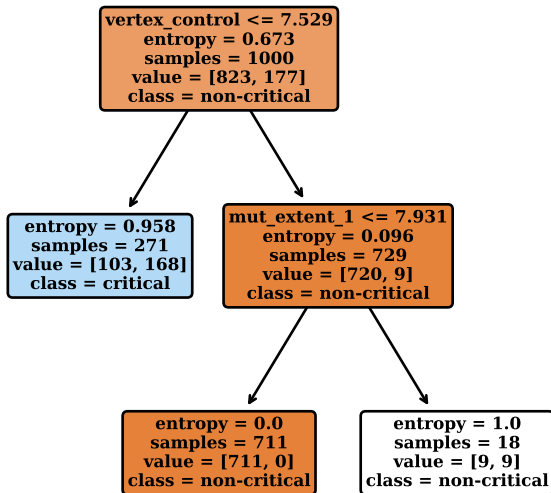 vertex_control <= 7.529
entropy = 0.673
samples = 1000
value = [823, 177]
class = non-critical
entropy = 0.958
samples = 271
value = [103, 168]
class = critical
mut_extent_1 <= 7.931
entropy = 0.096
samples = 729
value = [720, 9]
class = non-critical
entropy = 0.0
samples = 711
value = [711, 0]
class = non-critical
entropy = 1.0
samples = 18
value = [9, 9]
class = non-critical